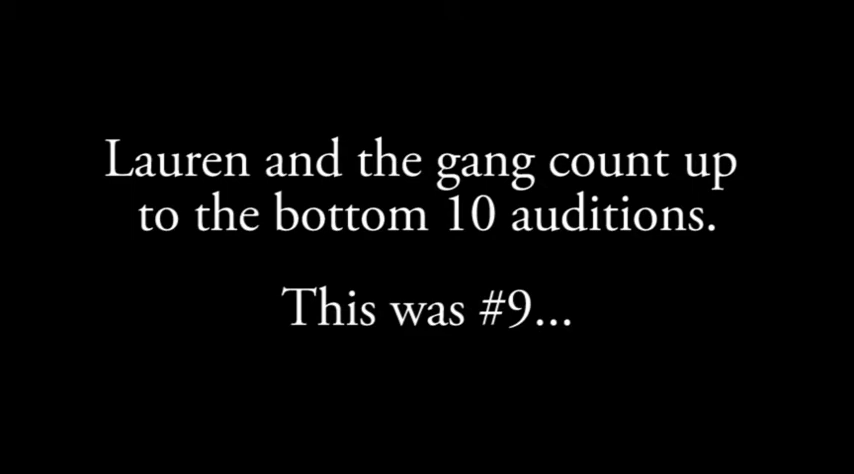 Lauren and the gang count up
to the bottom 10 auditions.
This was #9...